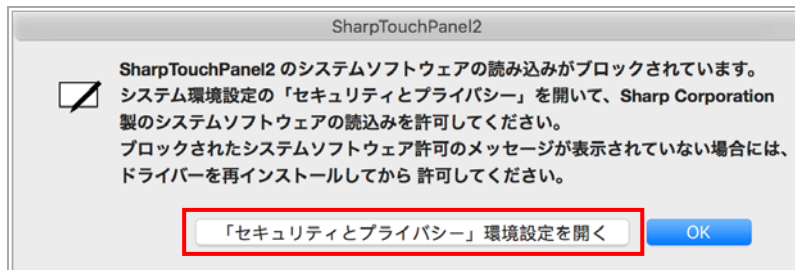 SharpTouchPanel2
SharpTouchPanel2 のシステムソフトウェアの読み込みがブロックされています。
システム環境設定の「セキュリティとプライバシー」を開いて、Sharp Corporation
製のシステムソフトウェアの読込みを許可してください。
ブロックされたシステムソフトウェア許可のメッセージが表示されていない場合には、
ドライバーを再インストールしてから 許可してください。
「セキュリティとプライバシー」環境設定を開く
OK